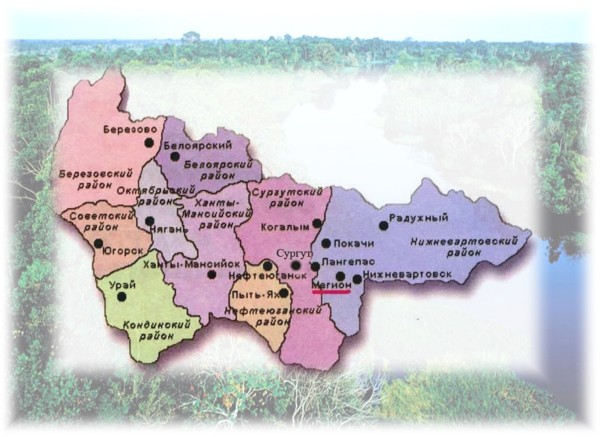 Березово
Белоярский
Белоярский
район
Березовский
район
Октябрьский
район
Ханты-
Мансийский
район
Сургутский
район
Советский
район
Нягань
Когалым
Радужный
Покачи
Нижневартовский
район
Югорск
Сургут
Лангепас
Ханты-Мансийск
Нефтеюганск
Нижневартовск
Мегион
Урай
Пыть-Ях
Нефтеюганский
район
Кондинский
район